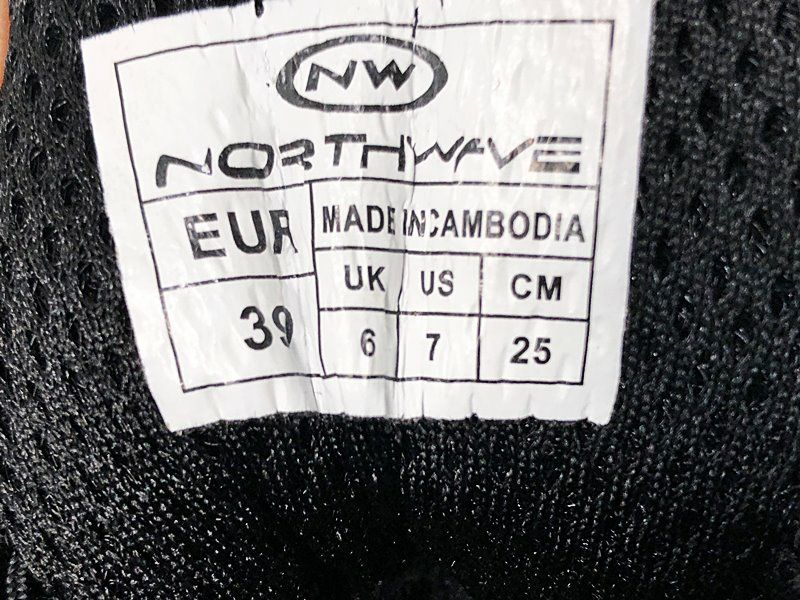 NW
NORTHWAVE
EUR
MADE IN CAMBODIA
UK US CM
39
6 7 25